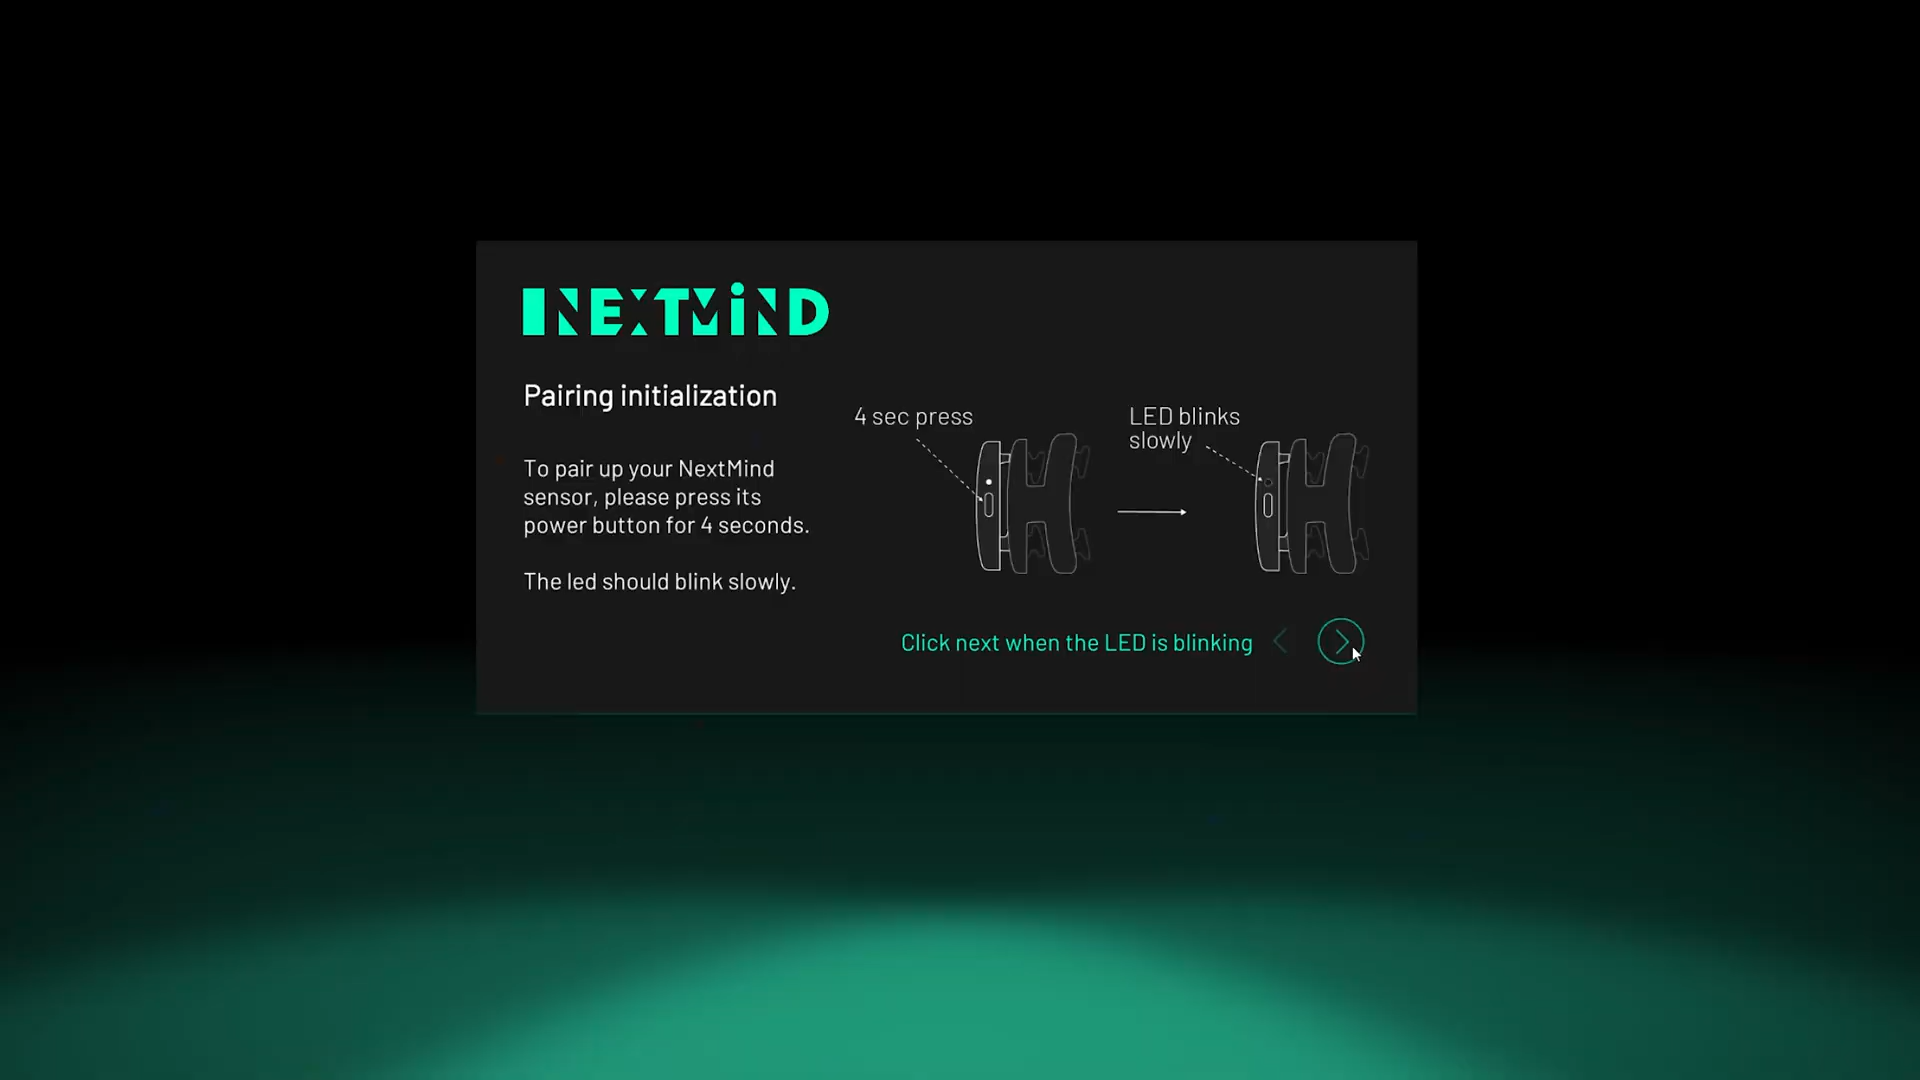 NEXTMiND
Pairing initialization
4 sec press
LED blinks
slowly
To pair up your NextMind
sensor, please press its
power button for 4 seconds.
The led should blink slowly.
Click next when the LED is blinking